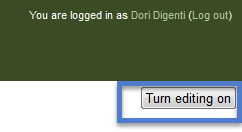 You are logged in as Dori Digenti (Log out)
Turn editing on